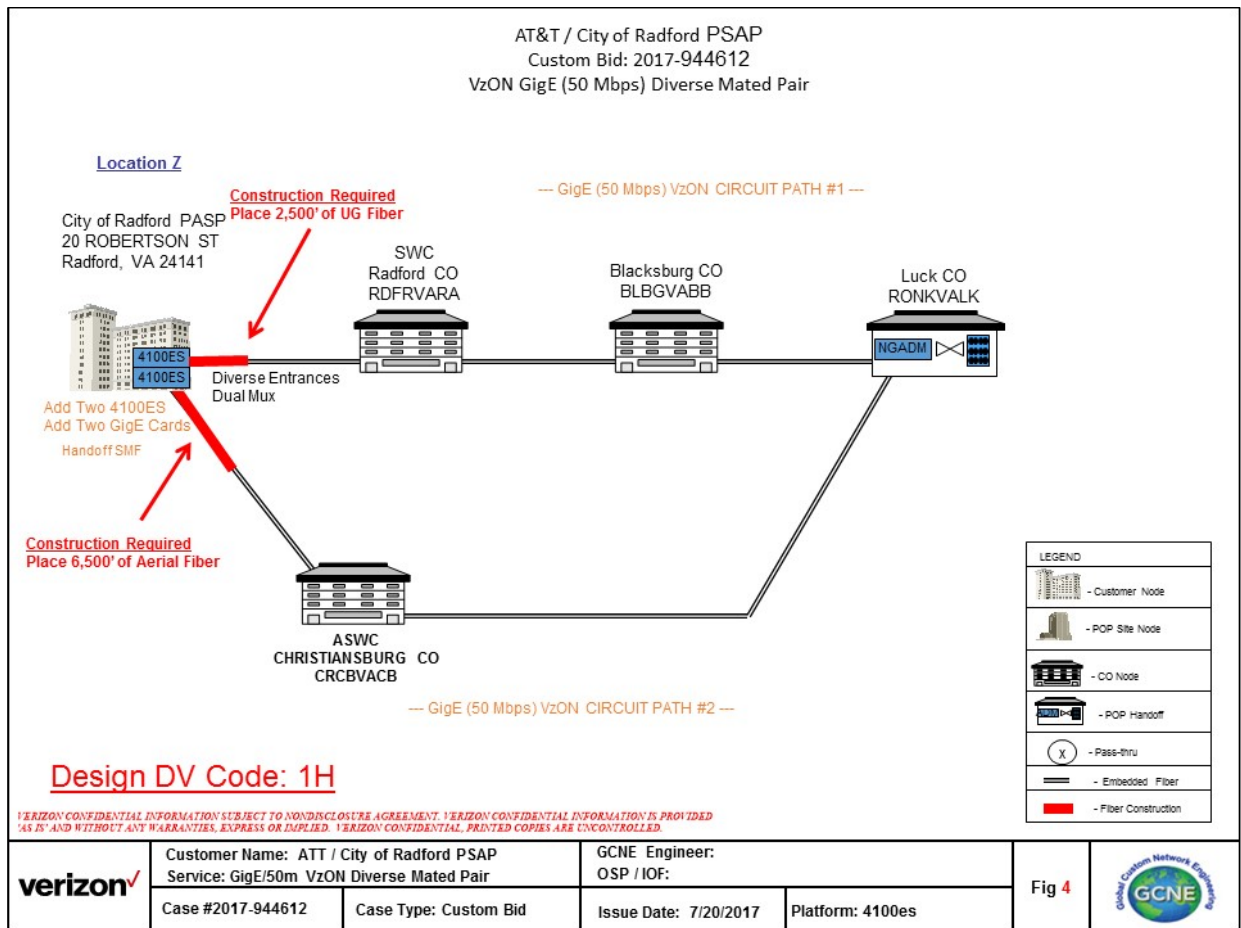 AT&T / City of Radford PSAP
Custom Bid: 2017-944612
VzON GigE (50 Mbps) Diverse Mated Pair
Location Z
Construction Required
Place 2,500' of UG Fiber
--- GigE (50 Mbps) VzON CIRCUIT PATH #1 ---
City of Radford PASP
20 ROBERTSON ST
Radford, VA 24141
SWC
Radford CO
RDFRVARA
Blacksburg CO
BLBGVABB
Luck CO
RONKVALK
NGADM
4100ES
4100ES
Diverse Entrances
Dual Mux
Add Two 4100ES
Add Two GigE Cards
Handoff SMF
Construction Required
Place 6,500' of Aerial Fiber
ASWC
CHRISTIANSBURG CO
CRCBVACB
--- GigE (50 Mbps) VzON CIRCUIT PATH #2 ---
LEGEND
- Customer Node
- POP Site Node
- CO Node
- POP Handoff
X
- Pass-thru
- Embedded Fiber
- Fiber Construction
Design DV Code: 1H
VERIZON CONFIDENTIAL INFORMATION SUBJECT TO NONDISCLOSURE AGREEMENT. VERIZON CONFIDENTIAL INFORMATION IS PROVIDED
'AS IS' AND WITHOUT ANY WARRANTIES, EXPRESS OR IMPLIED. VERIZON CONFIDENTIAL, PRINTED COPIES ARE UNCONTROLLED.
verizon
Customer Name: ATT / City of Radford PSAP
Service: GigE/50m VzON Diverse Mated Pair
GCNE Engineer:
OSP / IOF:
Case #2017-944612
Case Type: Custom Bid
Issue Date: 7/20/2017
Platform: 4100es
Fig 4
Global Custom Network Engineering
GCNE